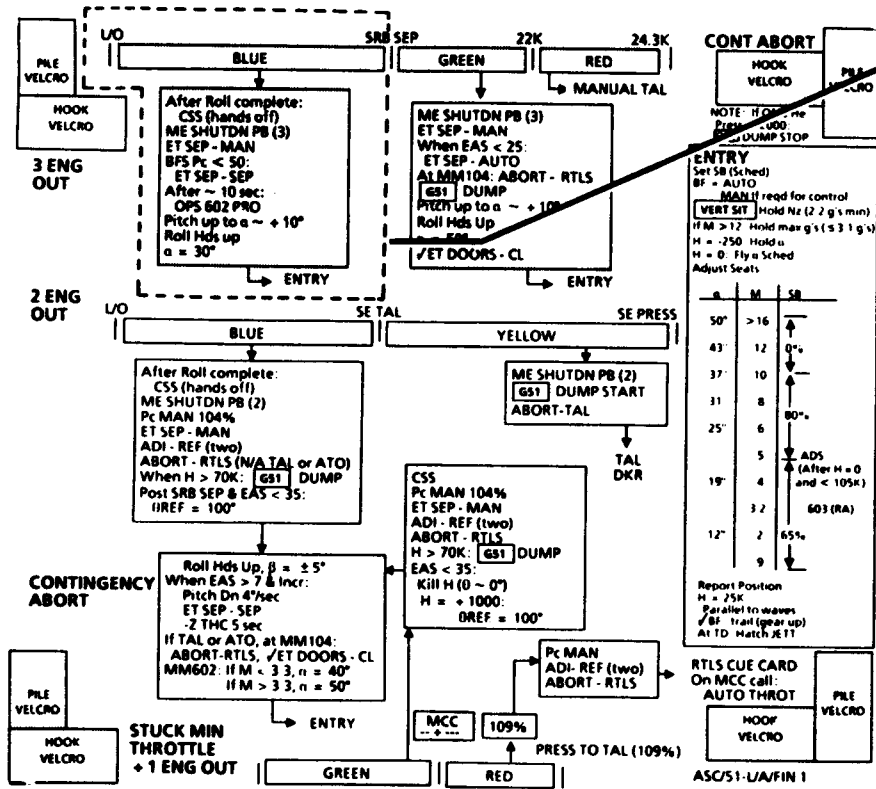 L/O SRB SEP 22K 24.3K
BLUE GREEN RED
CONT ABORT
PILE VELCRO
HOOK VELCRO
HOOK VELCRO
3 ENG OUT
After Roll complete:
CSS (hands off)
ME SHUTDN PB (3)
ET SEP - MAN
BFS Pc < 50:
ET SEP - SEP
After ~ 10 sec:
OPS 602 PRO
Pitch up to α ~ + 10°
Roll Hds up
α = 30°
ENTRY
ME SHUTDN PB (3)
ET SEP - MAN
When EAS < 25:
ET SEP - AUTO
At MM104: ABORT - RTLS
G51 DUMP
Pitch up to α ~ + 10°
Roll Hds Up
√ET DOORS - CL
ENTRY
MANUAL TAL
NOTE: If
DUMP STOP
ENTRY
Set SB (Sched)
BF = AUTO
MAN if reqd for control
VERT SIT Hold Nz (2.2 g's min)
If M > 12 Hold max g's (≤ 3.1 g's)
Ḣ = -250 Hold α
Ḣ = 0: Fly α Sched
Adjust Seats
α M SB
50° > 16
43° 12 0%
37° 10
31 8 80%
25° 6
5 ADS
(After Ḣ = 0
and < 105K)
19° 4
3.2 603 (RA)
12° 2 65%
9
Report Position
H = 25K
Parallel to waves
√BF - trail (gear up)
At TD Hatch JETT
2 ENG OUT
L/O SE TAL SE PRESS
BLUE YELLOW
After Roll complete:
CSS (hands off)
ME SHUTDN PB (2)
Pc MAN 104%
ET SEP - MAN
ADI - REF (two)
ABORT - RTLS (N/A TAL or ATO)
When H > 70K: G51 DUMP
Post SRB SEP & EAS < 35:
θREF = 100°
ME SHUTDN PB (2)
G51 DUMP START
ABORT-TAL
TAL DKR
CONTINGENCY ABORT
Roll Hds Up, β = ± 5°
When EAS > 7 & Incr:
Pitch Dn 4°/sec
ET SEP - SEP
-Z THC 5 sec
If TAL or ATO, at MM104:
ABORT-RTLS, √ET DOORS - CL
MM602: If M < 3.3, α = 40°
If M > 3.3, α = 50°
ENTRY
CSS
Pc MAN 104%
ET SEP - MAN
ADI - REF (two)
ABORT - RTLS
H > 70K: G51 DUMP
EAS < 35:
Kill Ḣ (θ ~ 0°)
Ḣ = + 1000:
θREF = 100°
Pc MAN
ADI- REF (two)
ABORT - RTLS
RTLS CUE CARD
On MCC call:
AUTO THROT
MCC
-- + ---
109%
PRESS TO TAL (109%)
PILE VELCRO
HOOK VELCRO
STUCK MIN
THROTTLE
+ 1 ENG OUT
GREEN RED
HOOK VELCRO
PILE VELCRO
ASC/51-L/A/FIN 1